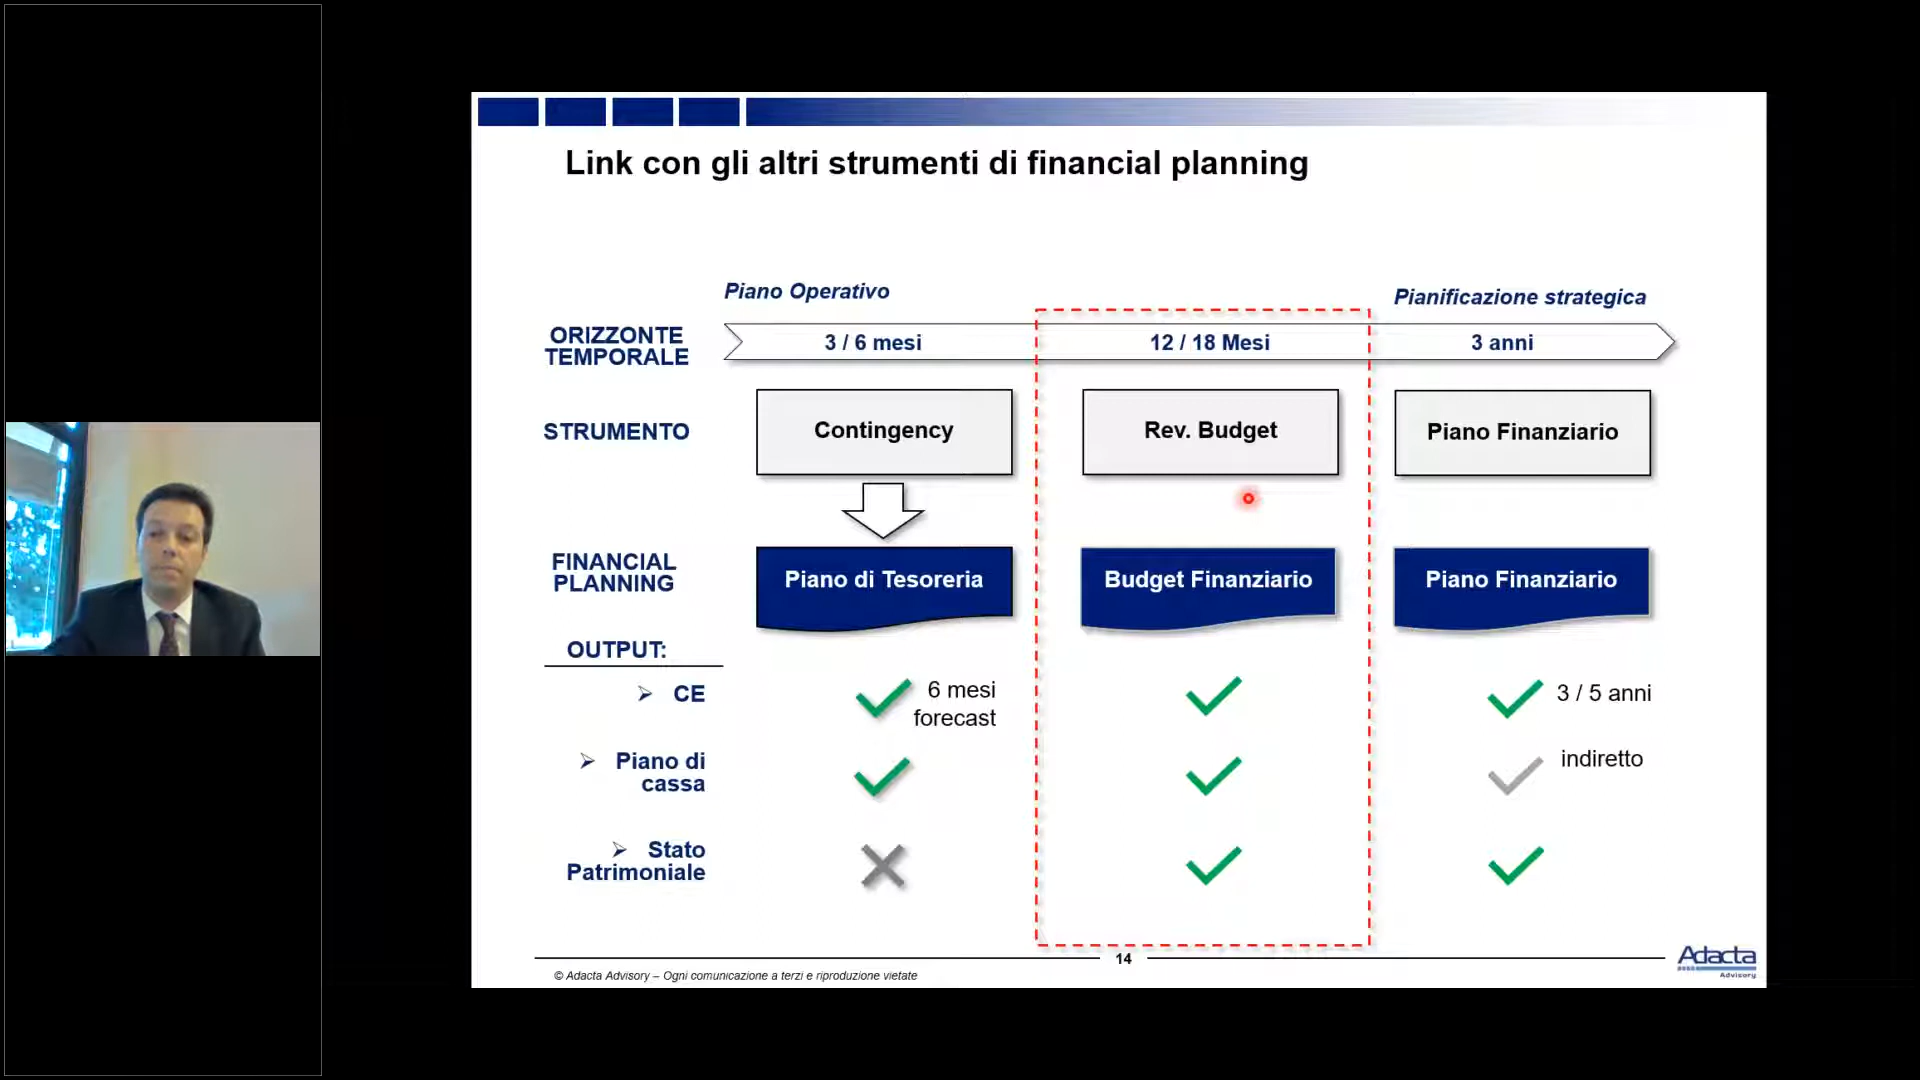 Link con gli altri strumenti di financial planning
Piano Operativo
Pianificazione strategica
ORIZZONTE
TEMPORALE
3 / 6 mesi
12 / 18 Mesi
3 anni
STRUMENTO
Contingency
Rev. Budget
Piano Finanziario
FINANCIAL
PLANNING
Piano di Tesoreria
Budget Finanziario
Piano Finanziario
OUTPUT:
CE
6 mesi
forecast
3 / 5 anni
Piano di
cassa
indiretto
Stato
Patrimoniale
14
© Adacta Advisory – Ogni comunicazione a terzi e riproduzione vietate
Adacta
Advisory